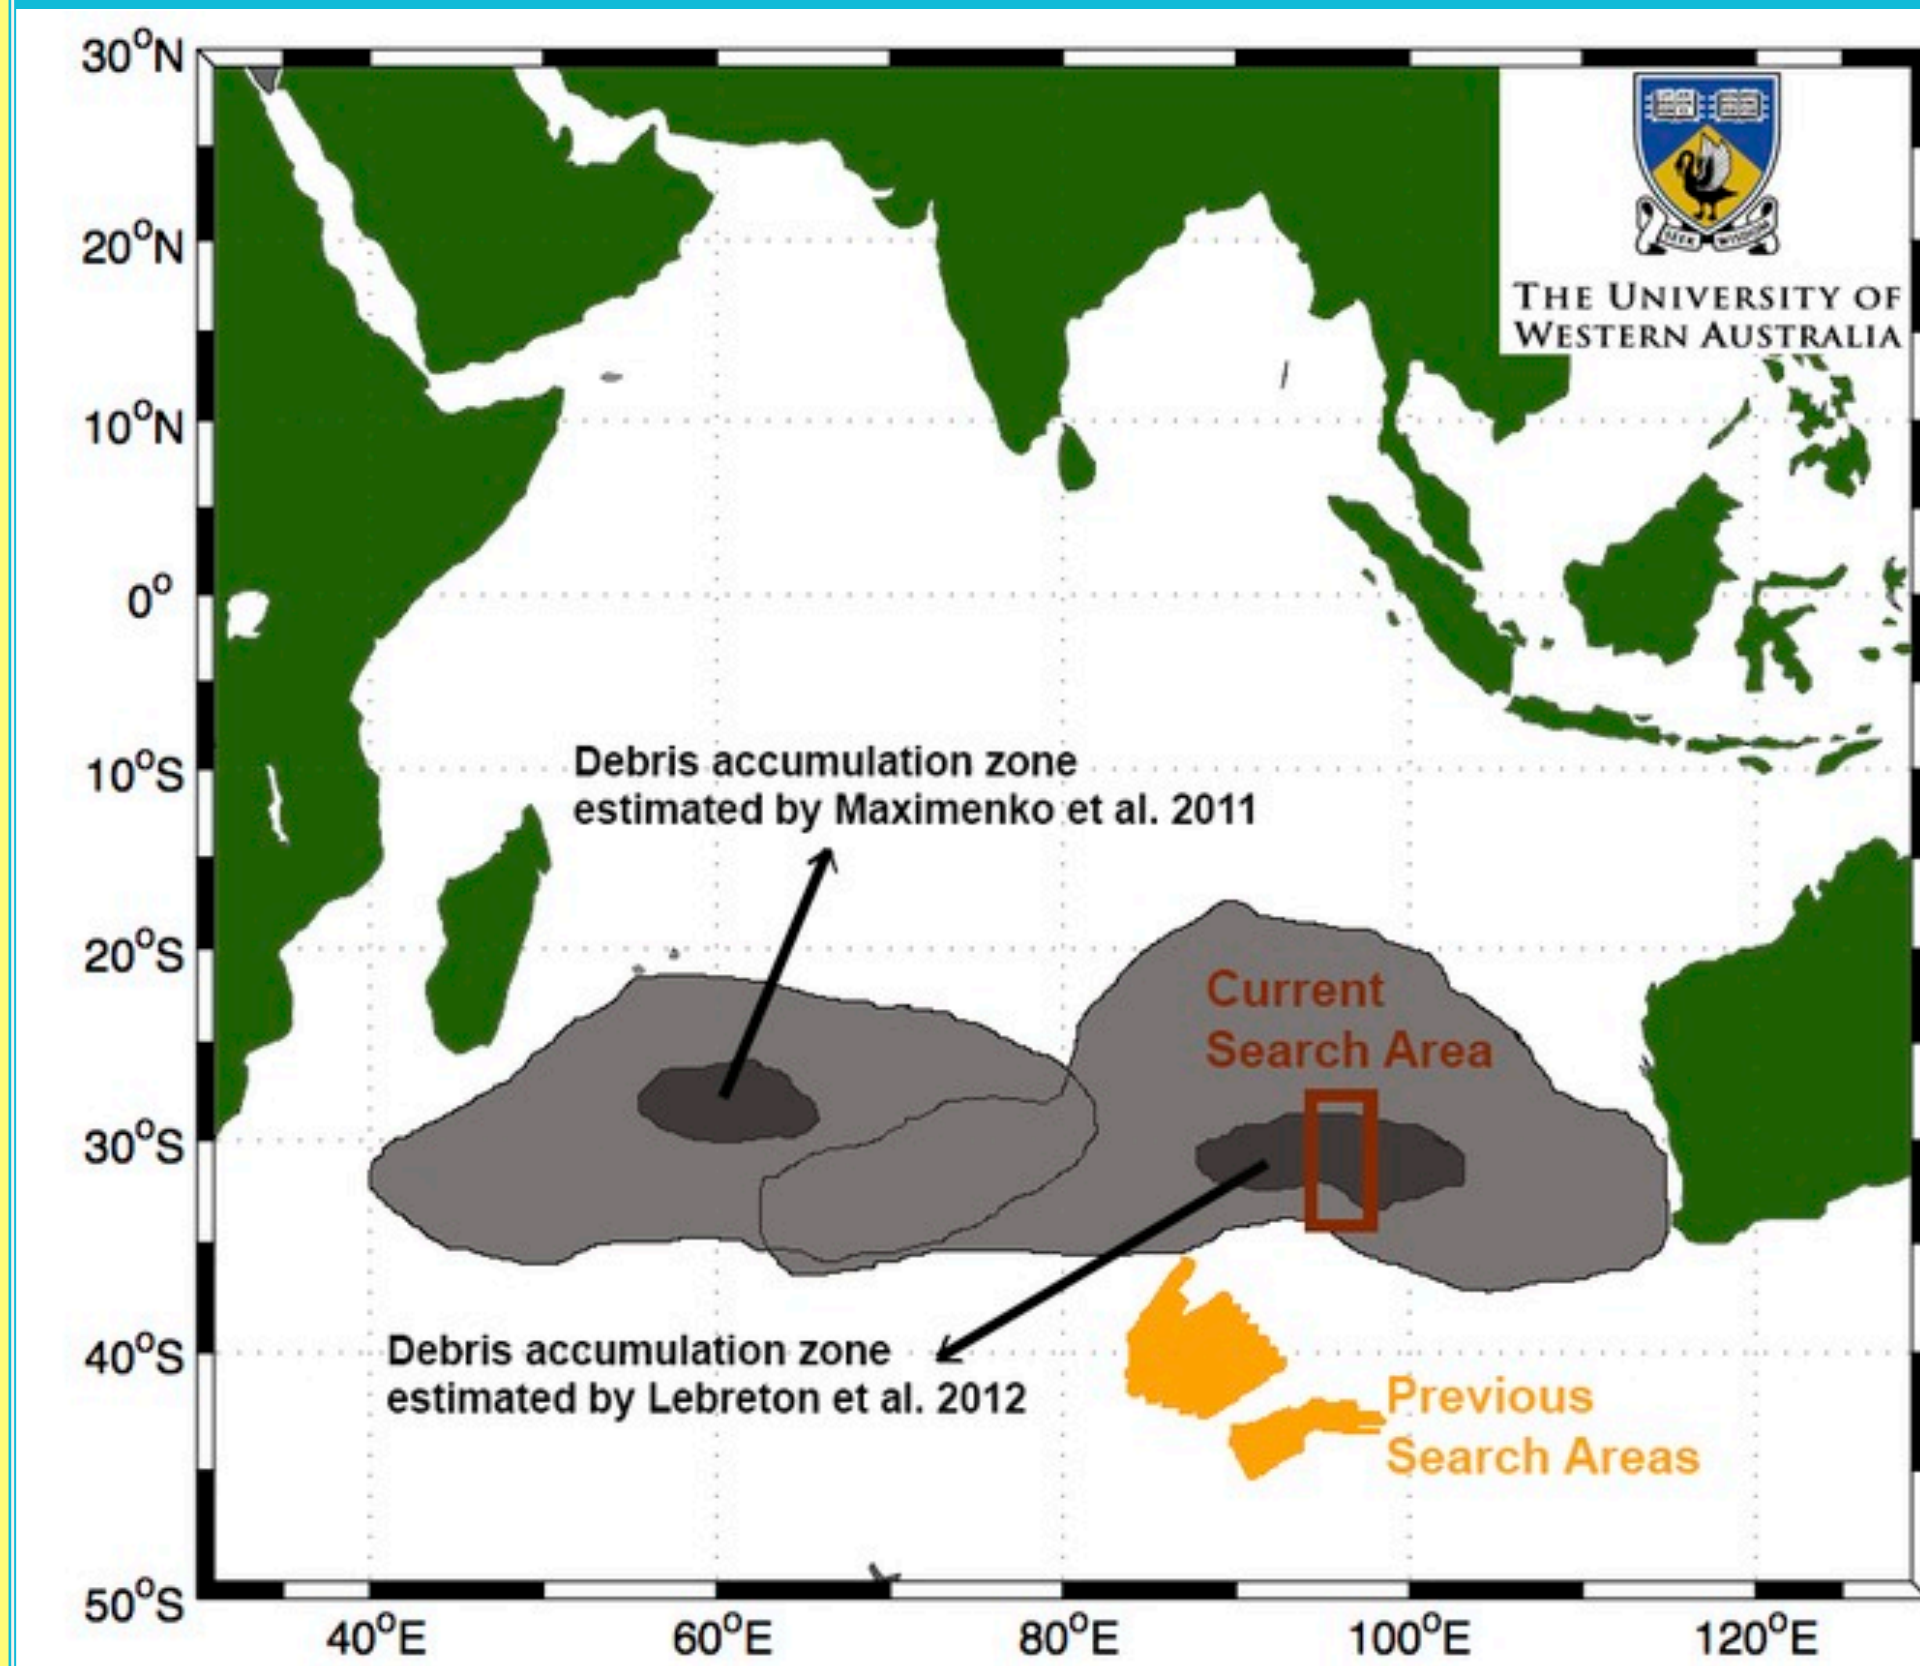 30°N
20°N
10°N
0°
10°S
20°S
30°S
40°S
50°S
40°E
60°E
80°E
100°E
120°E
SEEK WISDOM
THE UNIVERSITY OF
WESTERN AUSTRALIA
Debris accumulation zone
estimated by Maximenko et al. 2011
Current
Search Area
Debris accumulation zone
estimated by Lebreton et al. 2012
Previous
Search Areas